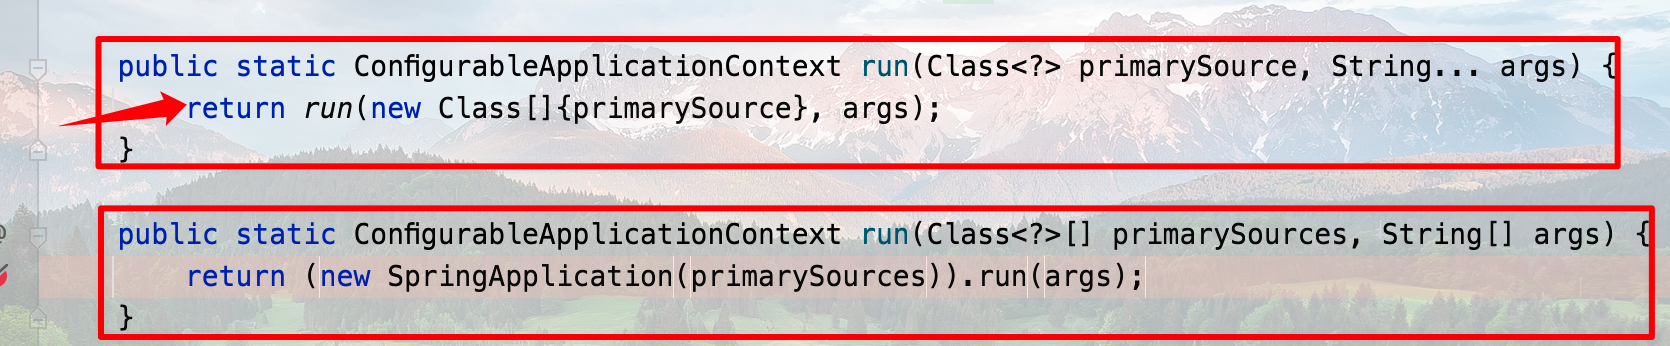 public static ConfigurableApplicationContext run(Class<?> primarySource, String... args) {
return run(new Class[]{primarySource}, args);
}
public static ConfigurableApplicationContext run(Class<?>[] primarySources, String[] args) {
return (new SpringApplication(primarySources)).run(args);
}